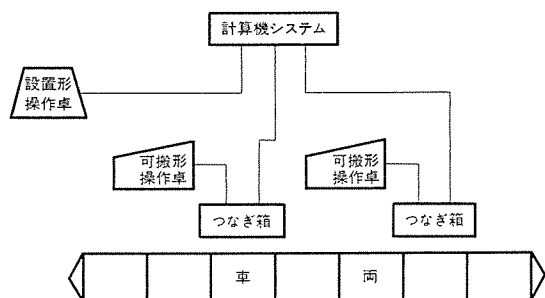 計算機システム
設置形
操作卓
可搬形
操作卓
可搬形
操作卓
つなぎ箱
つなぎ箱
車両